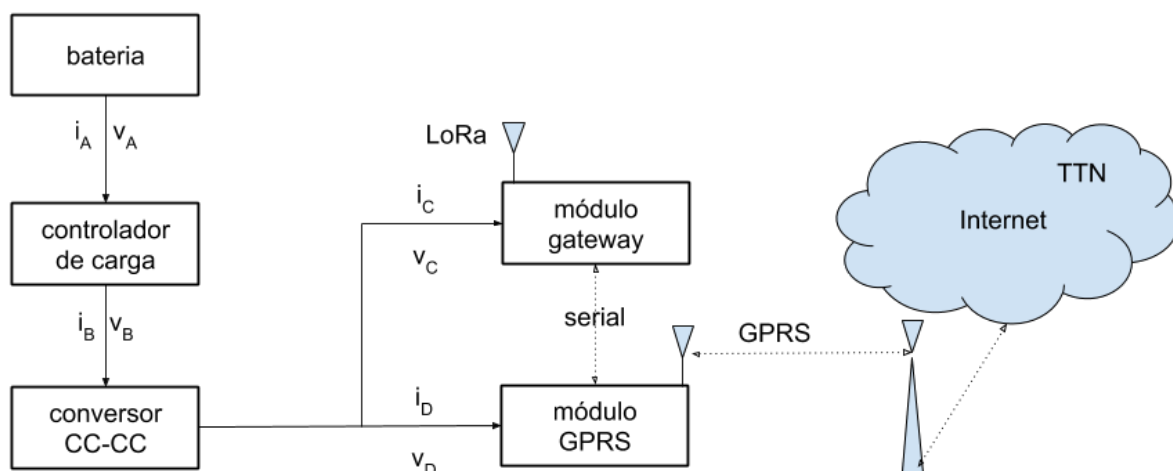 bateria
i_A v_A
LoRa
TTN
Internet
controlador
de carga
i_C
v_C
módulo
gateway
i_B v_B
serial
GPRS
conversor
CC-CC
i_D
v_D
módulo
GPRS